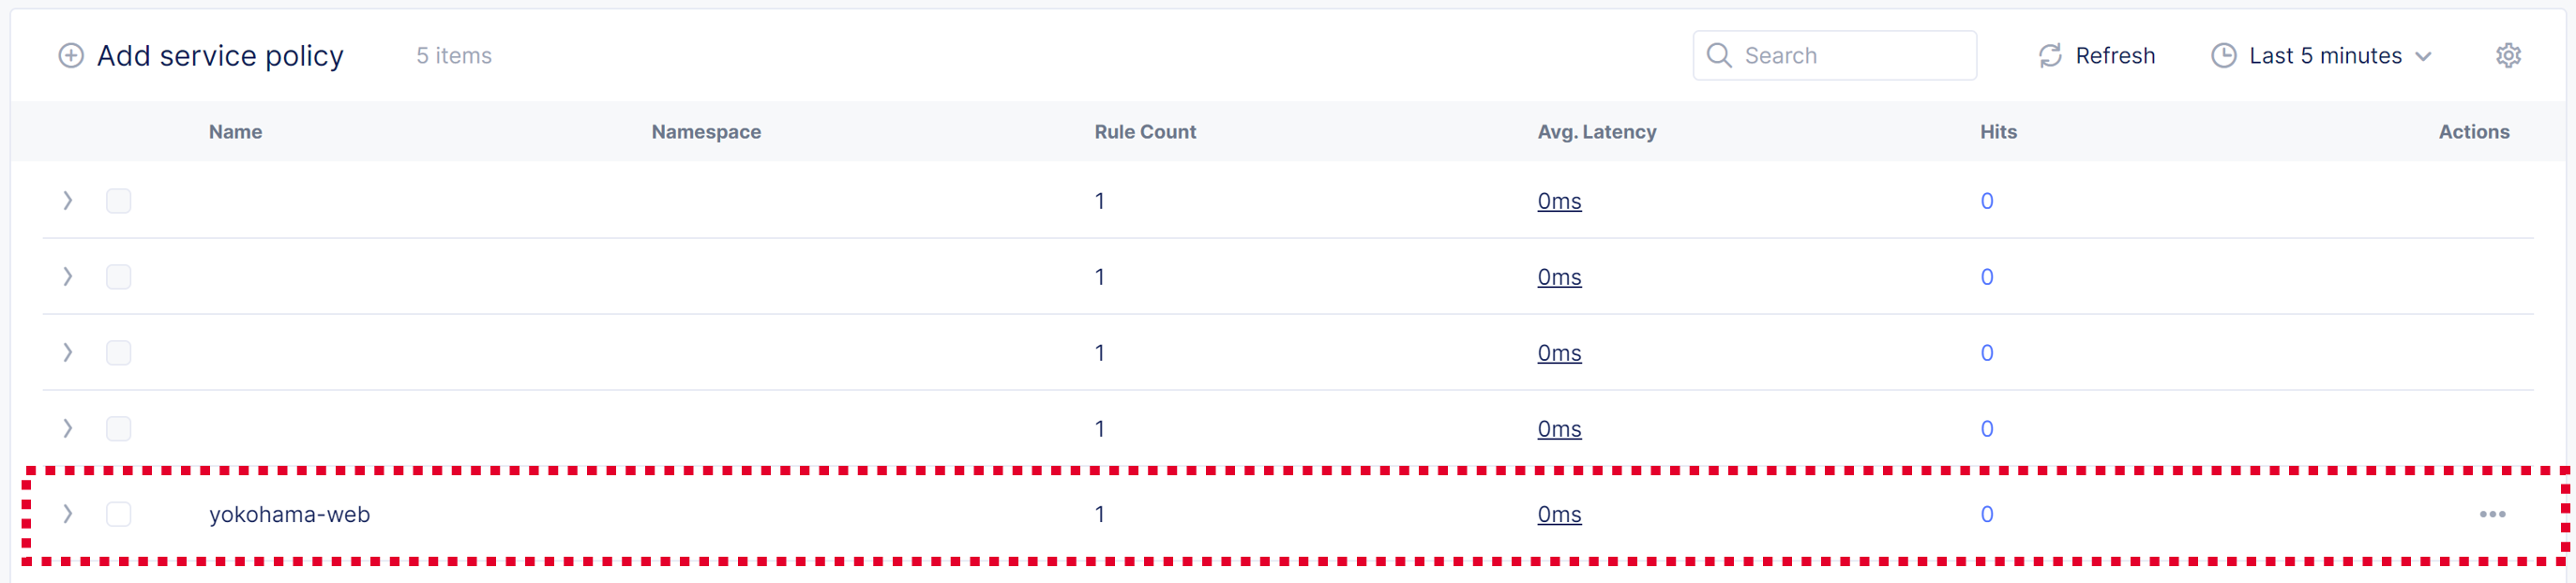 Add service policy 5 items Search Refresh Last 5 minutes
Name Namespace Rule Count Avg. Latency Hits Actions
1 0ms 0
1 0ms 0
1 0ms 0
1 0ms 0
yokohama-web 1 0ms 0